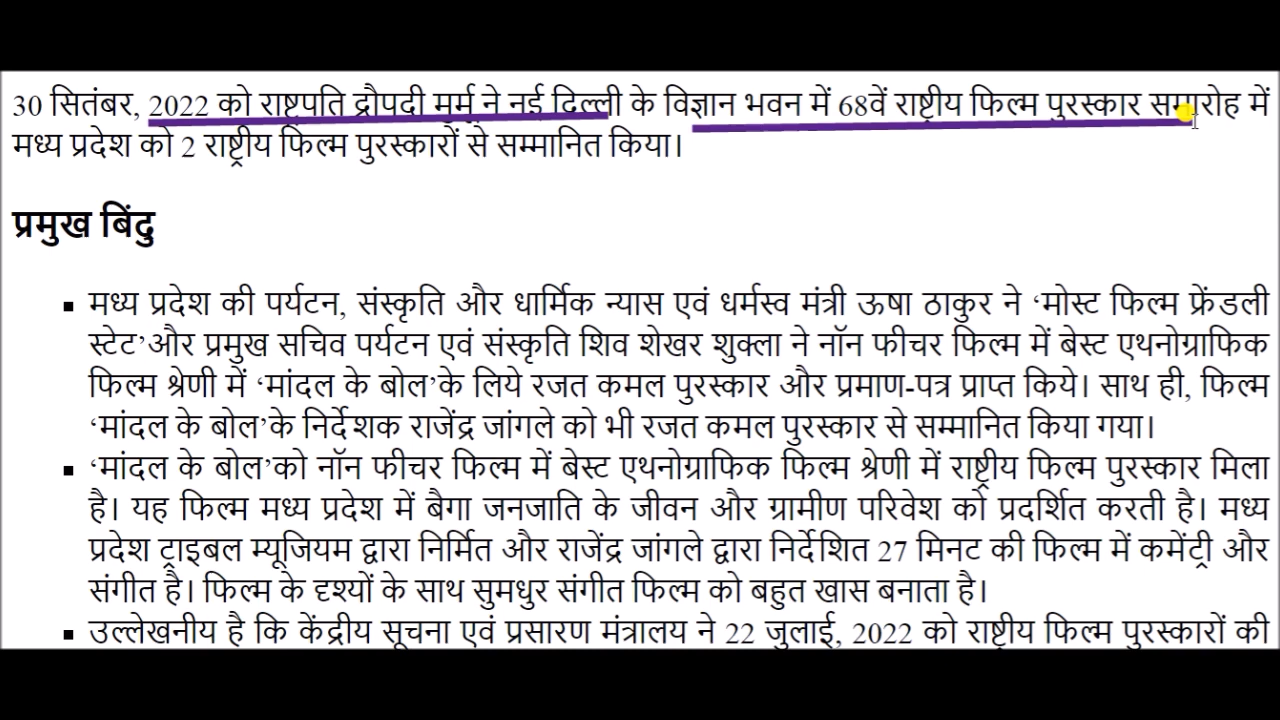 30 सितंबर, 2022 को राष्ट्रपति द्रौपदी मुर्मू ने नई दिल्ली के विज्ञान भवन में 68वें राष्ट्रीय फिल्म पुरस्कार समारोह में
मध्य प्रदेश को 2 राष्ट्रीय फिल्म पुरस्कारों से सम्मानित किया।
प्रमुख बिंदु
▪ मध्य प्रदेश की पर्यटन, संस्कृति और धार्मिक न्यास एवं धर्मस्व मंत्री ऊषा ठाकुर ने ‘मोस्ट फिल्म फ्रेंडली
स्टेट’और प्रमुख सचिव पर्यटन एवं संस्कृति शिव शेखर शुक्ला ने नॉन फीचर फिल्म में बेस्ट एथनोग्राफिक
फिल्म श्रेणी में ‘मांदल के बोल’के लिये रजत कमल पुरस्कार और प्रमाण-पत्र प्राप्त किये। साथ ही, फिल्म
‘मांदल के बोल’के निर्देशक राजेंद्र जांगले को भी रजत कमल पुरस्कार से सम्मानित किया गया।
▪ ‘मांदल के बोल’को नॉन फीचर फिल्म में बेस्ट एथनोग्राफिक फिल्म श्रेणी में राष्ट्रीय फिल्म पुरस्कार मिला
है। यह फिल्म मध्य प्रदेश में बैगा जनजाति के जीवन और ग्रामीण परिवेश को प्रदर्शित करती है। मध्य
प्रदेश ट्राइबल म्यूजियम द्वारा निर्मित और राजेंद्र जांगले द्वारा निर्देशित 27 मिनट की फिल्म में कमेंट्री और
संगीत है। फिल्म के दृश्यों के साथ सुमधुर संगीत फिल्म को बहुत खास बनाता है।
▪ उल्लेखनीय है कि केंद्रीय सूचना एवं प्रसारण मंत्रालय ने 22 जुलाई, 2022 को राष्ट्रीय फिल्म पुरस्कारों की